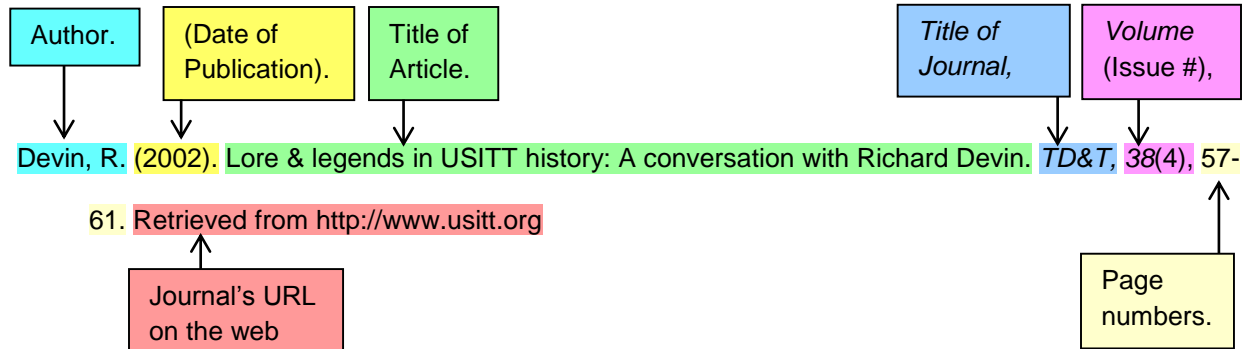 Author.
(Date of
Publication).
Title of
Article.
Title of
Journal,
Volume
(Issue #),
Devin, R. (2002). Lore & legends in USITT history: A conversation with Richard Devin. TD&T, 38(4), 57-
61. Retrieved from http://www.usitt.org
Journal’s URL
on the web
Page
numbers.